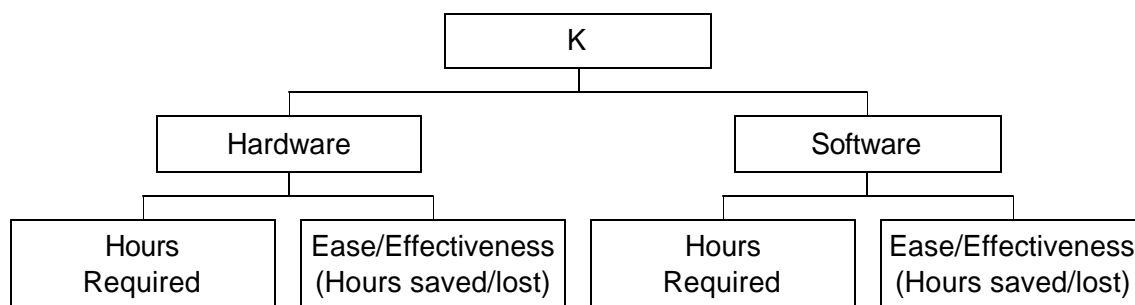 K
Hardware
Software
Hours
Required
Ease/Effectiveness
(Hours saved/lost)
Hours
Required
Ease/Effectiveness
(Hours saved/lost)